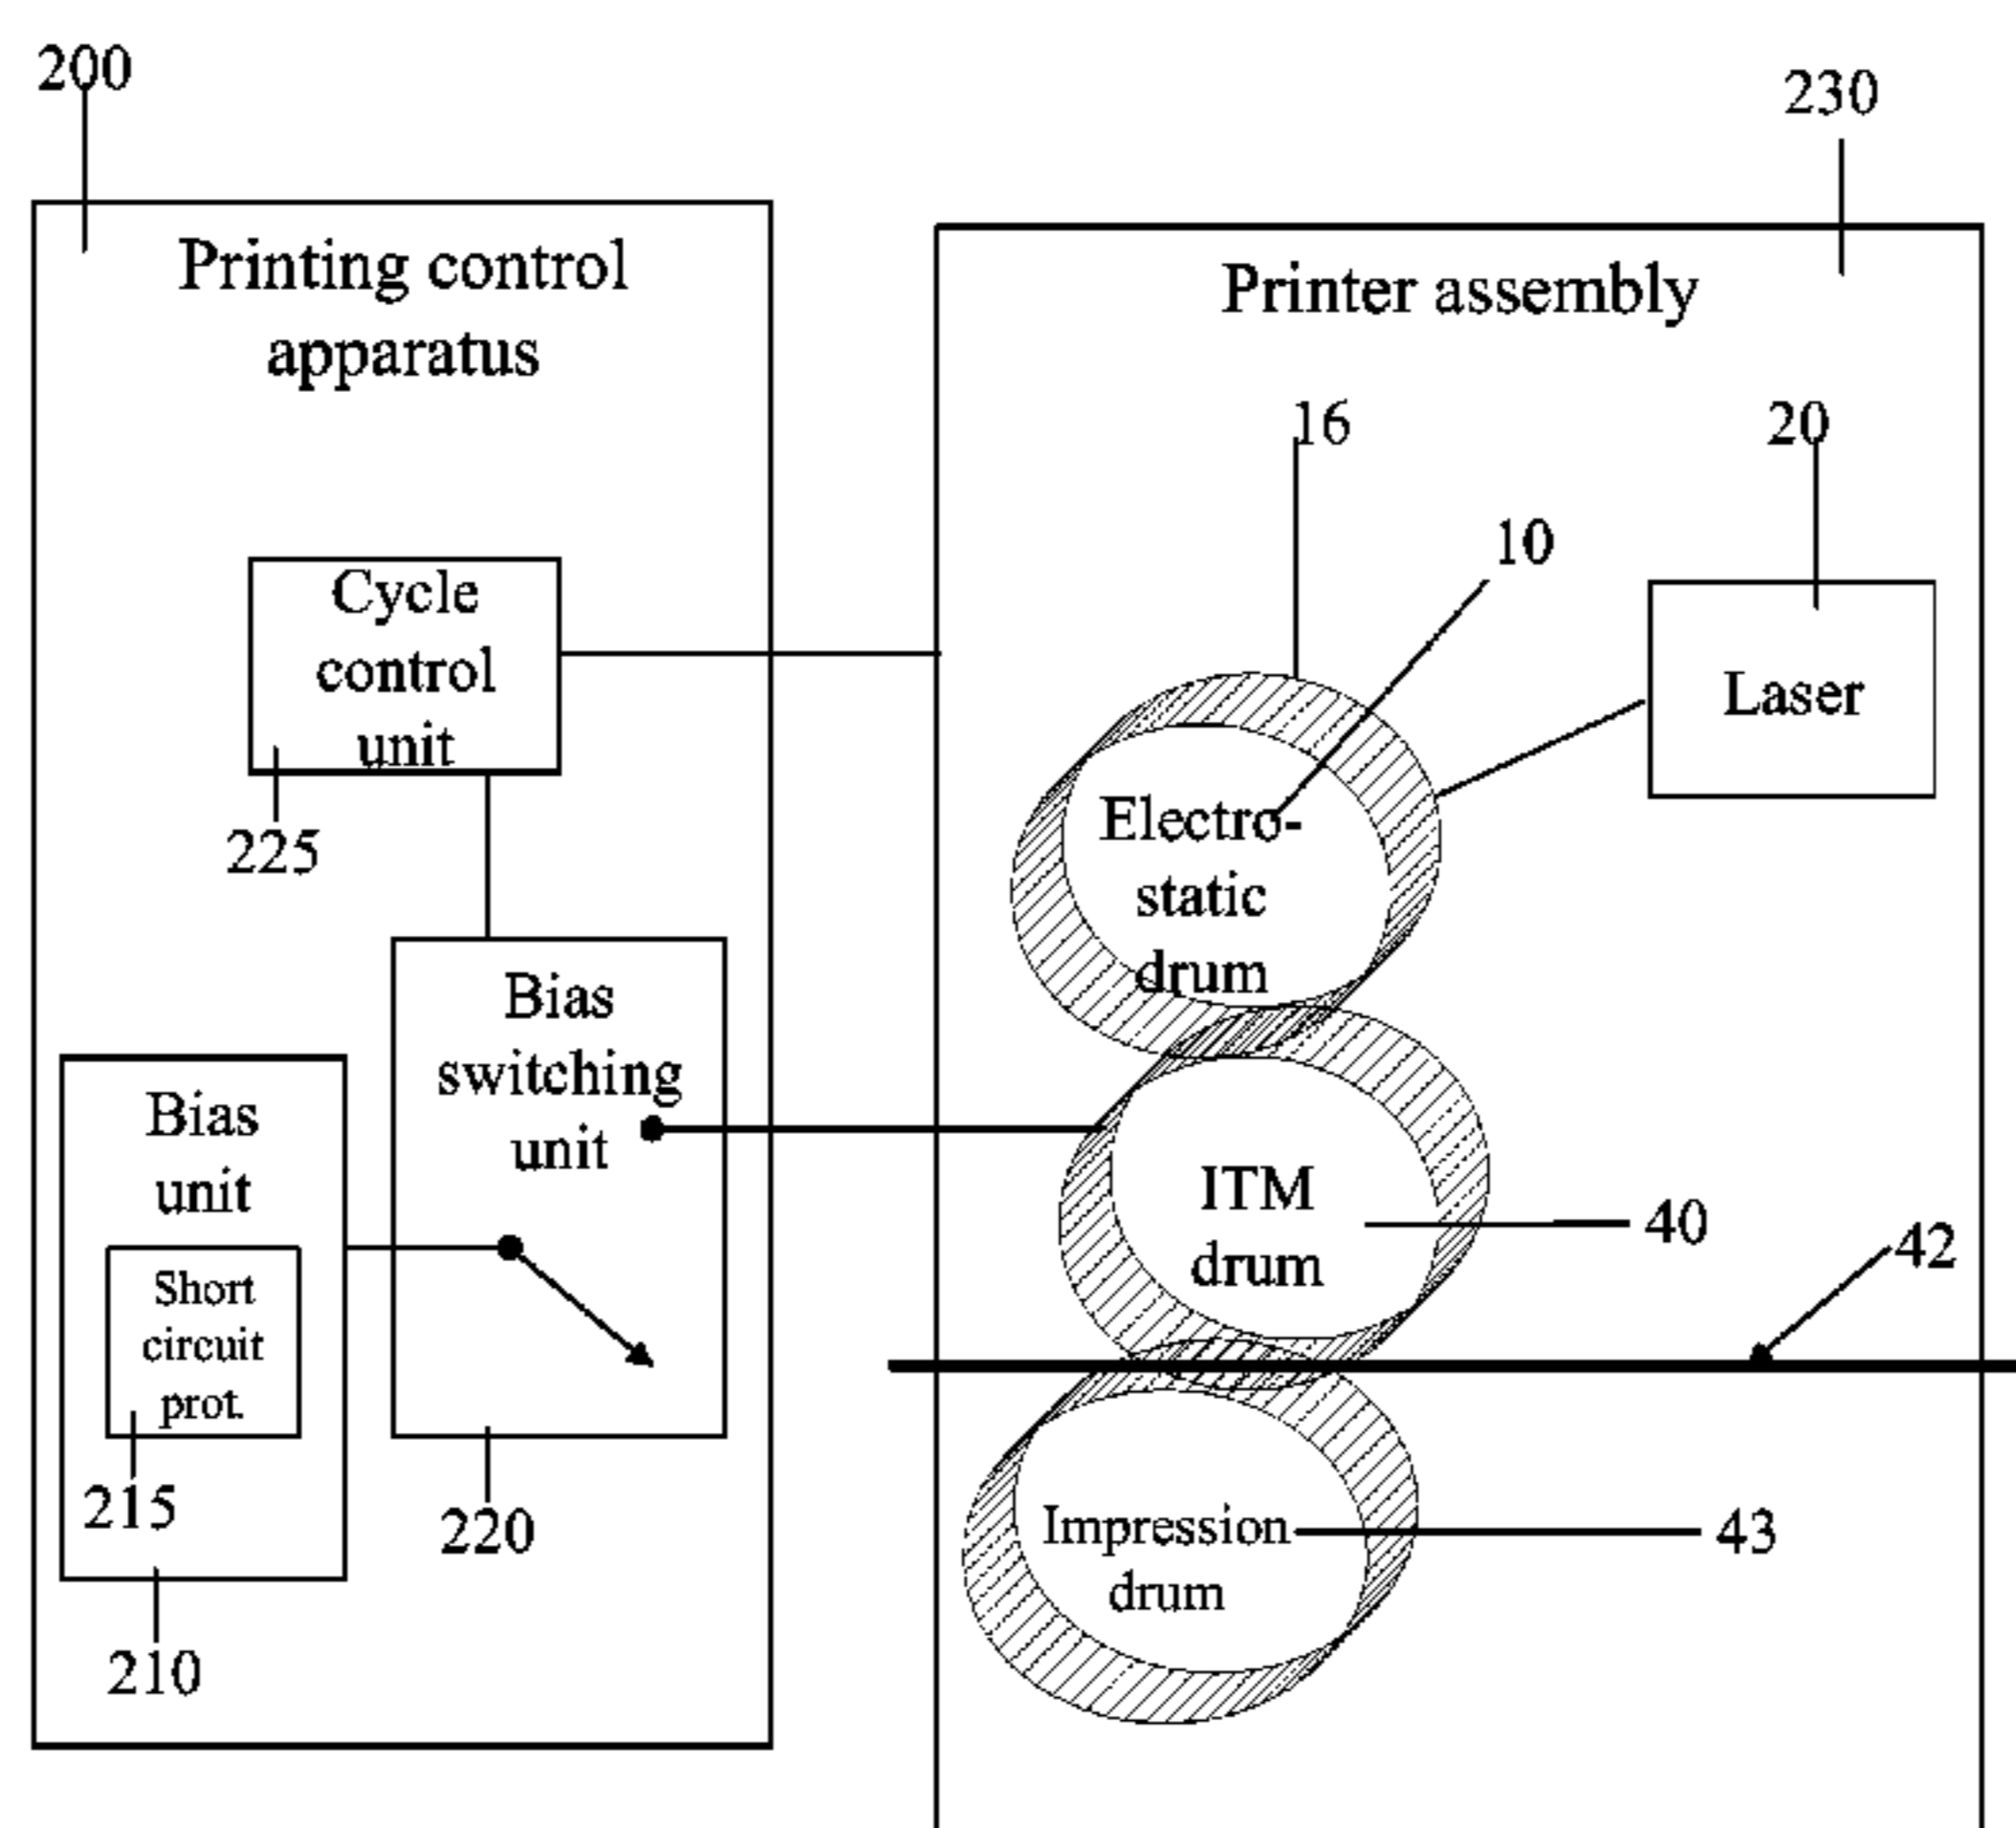 200
230
Printing control
apparatus
Printer assembly
16
20
10
Cycle
control
unit
225
Laser
Electro-
static
drum
Bias
switching
unit
Bias
unit
Short
circuit
prot.
215
220
210
ITM
drum
40
42
Impression
drum
43